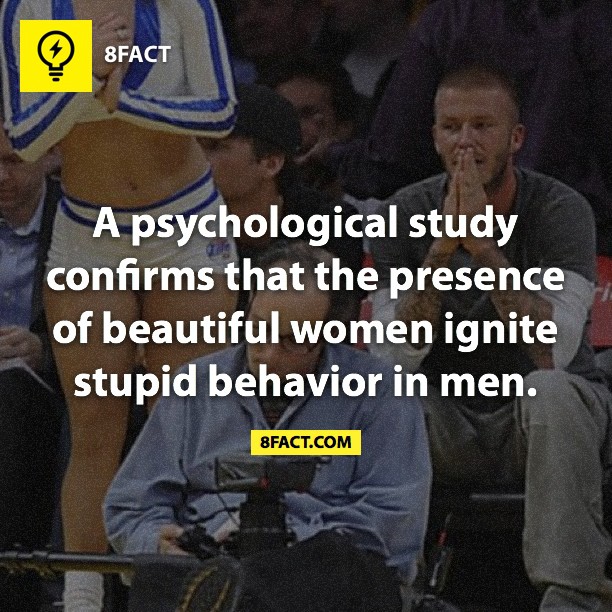 8FACT
A psychological study
confirms that the presence
of beautiful women ignite
stupid behavior in men.
8FACT.COM